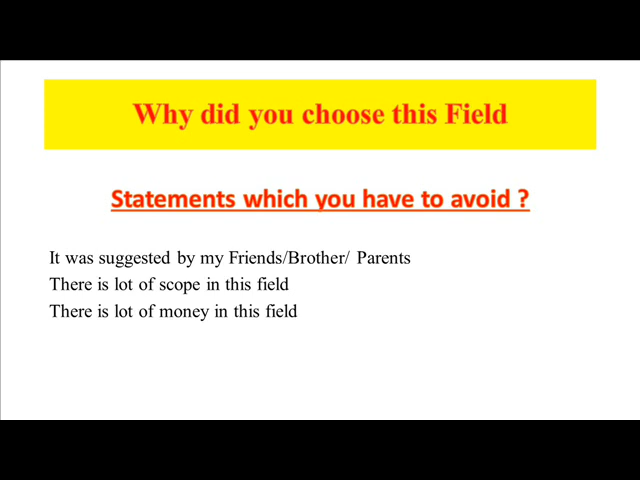 Why did you choose this Field
Statements which you have to avoid ?
It was suggested by my Friends/Brother/ Parents
There is lot of scope in this field
There is lot of money in this field